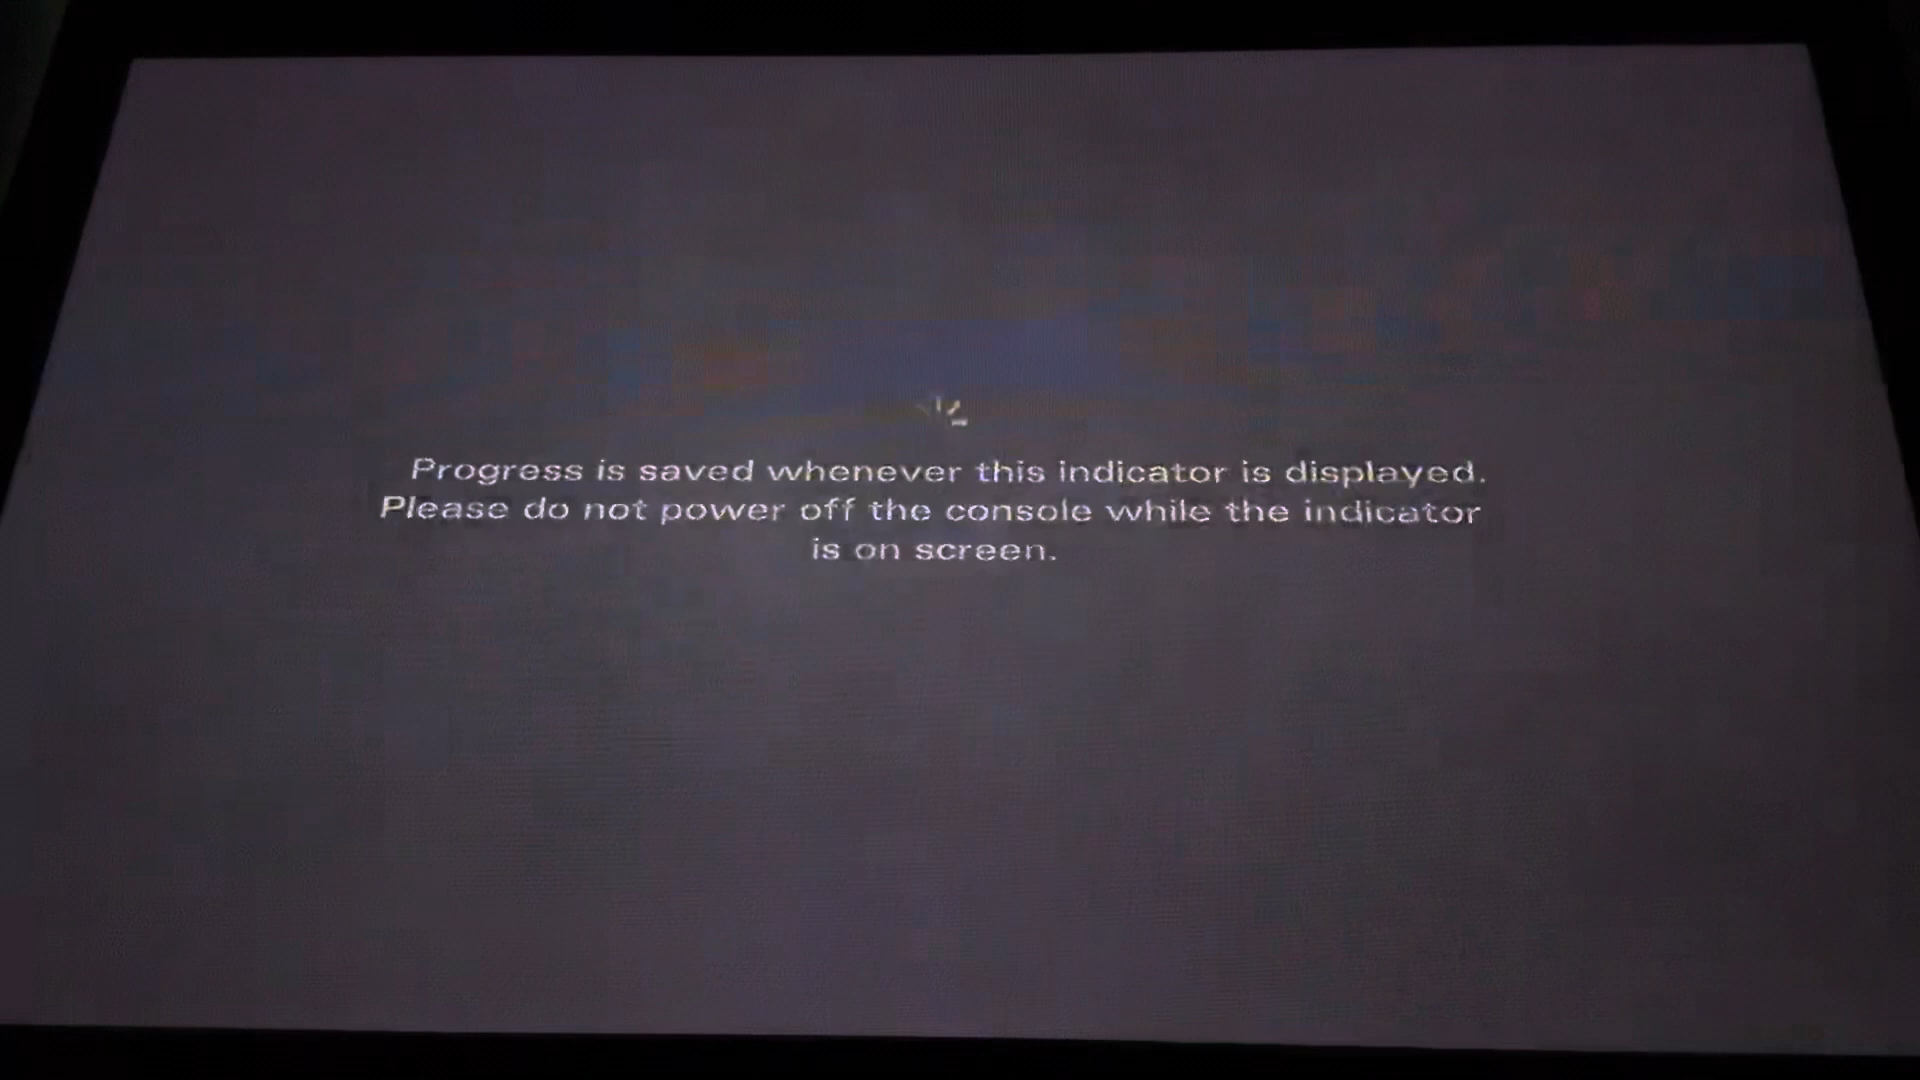 Progress is saved whenever this indicator is displayed.
Please do not power off the console while the indicator
is on screen.